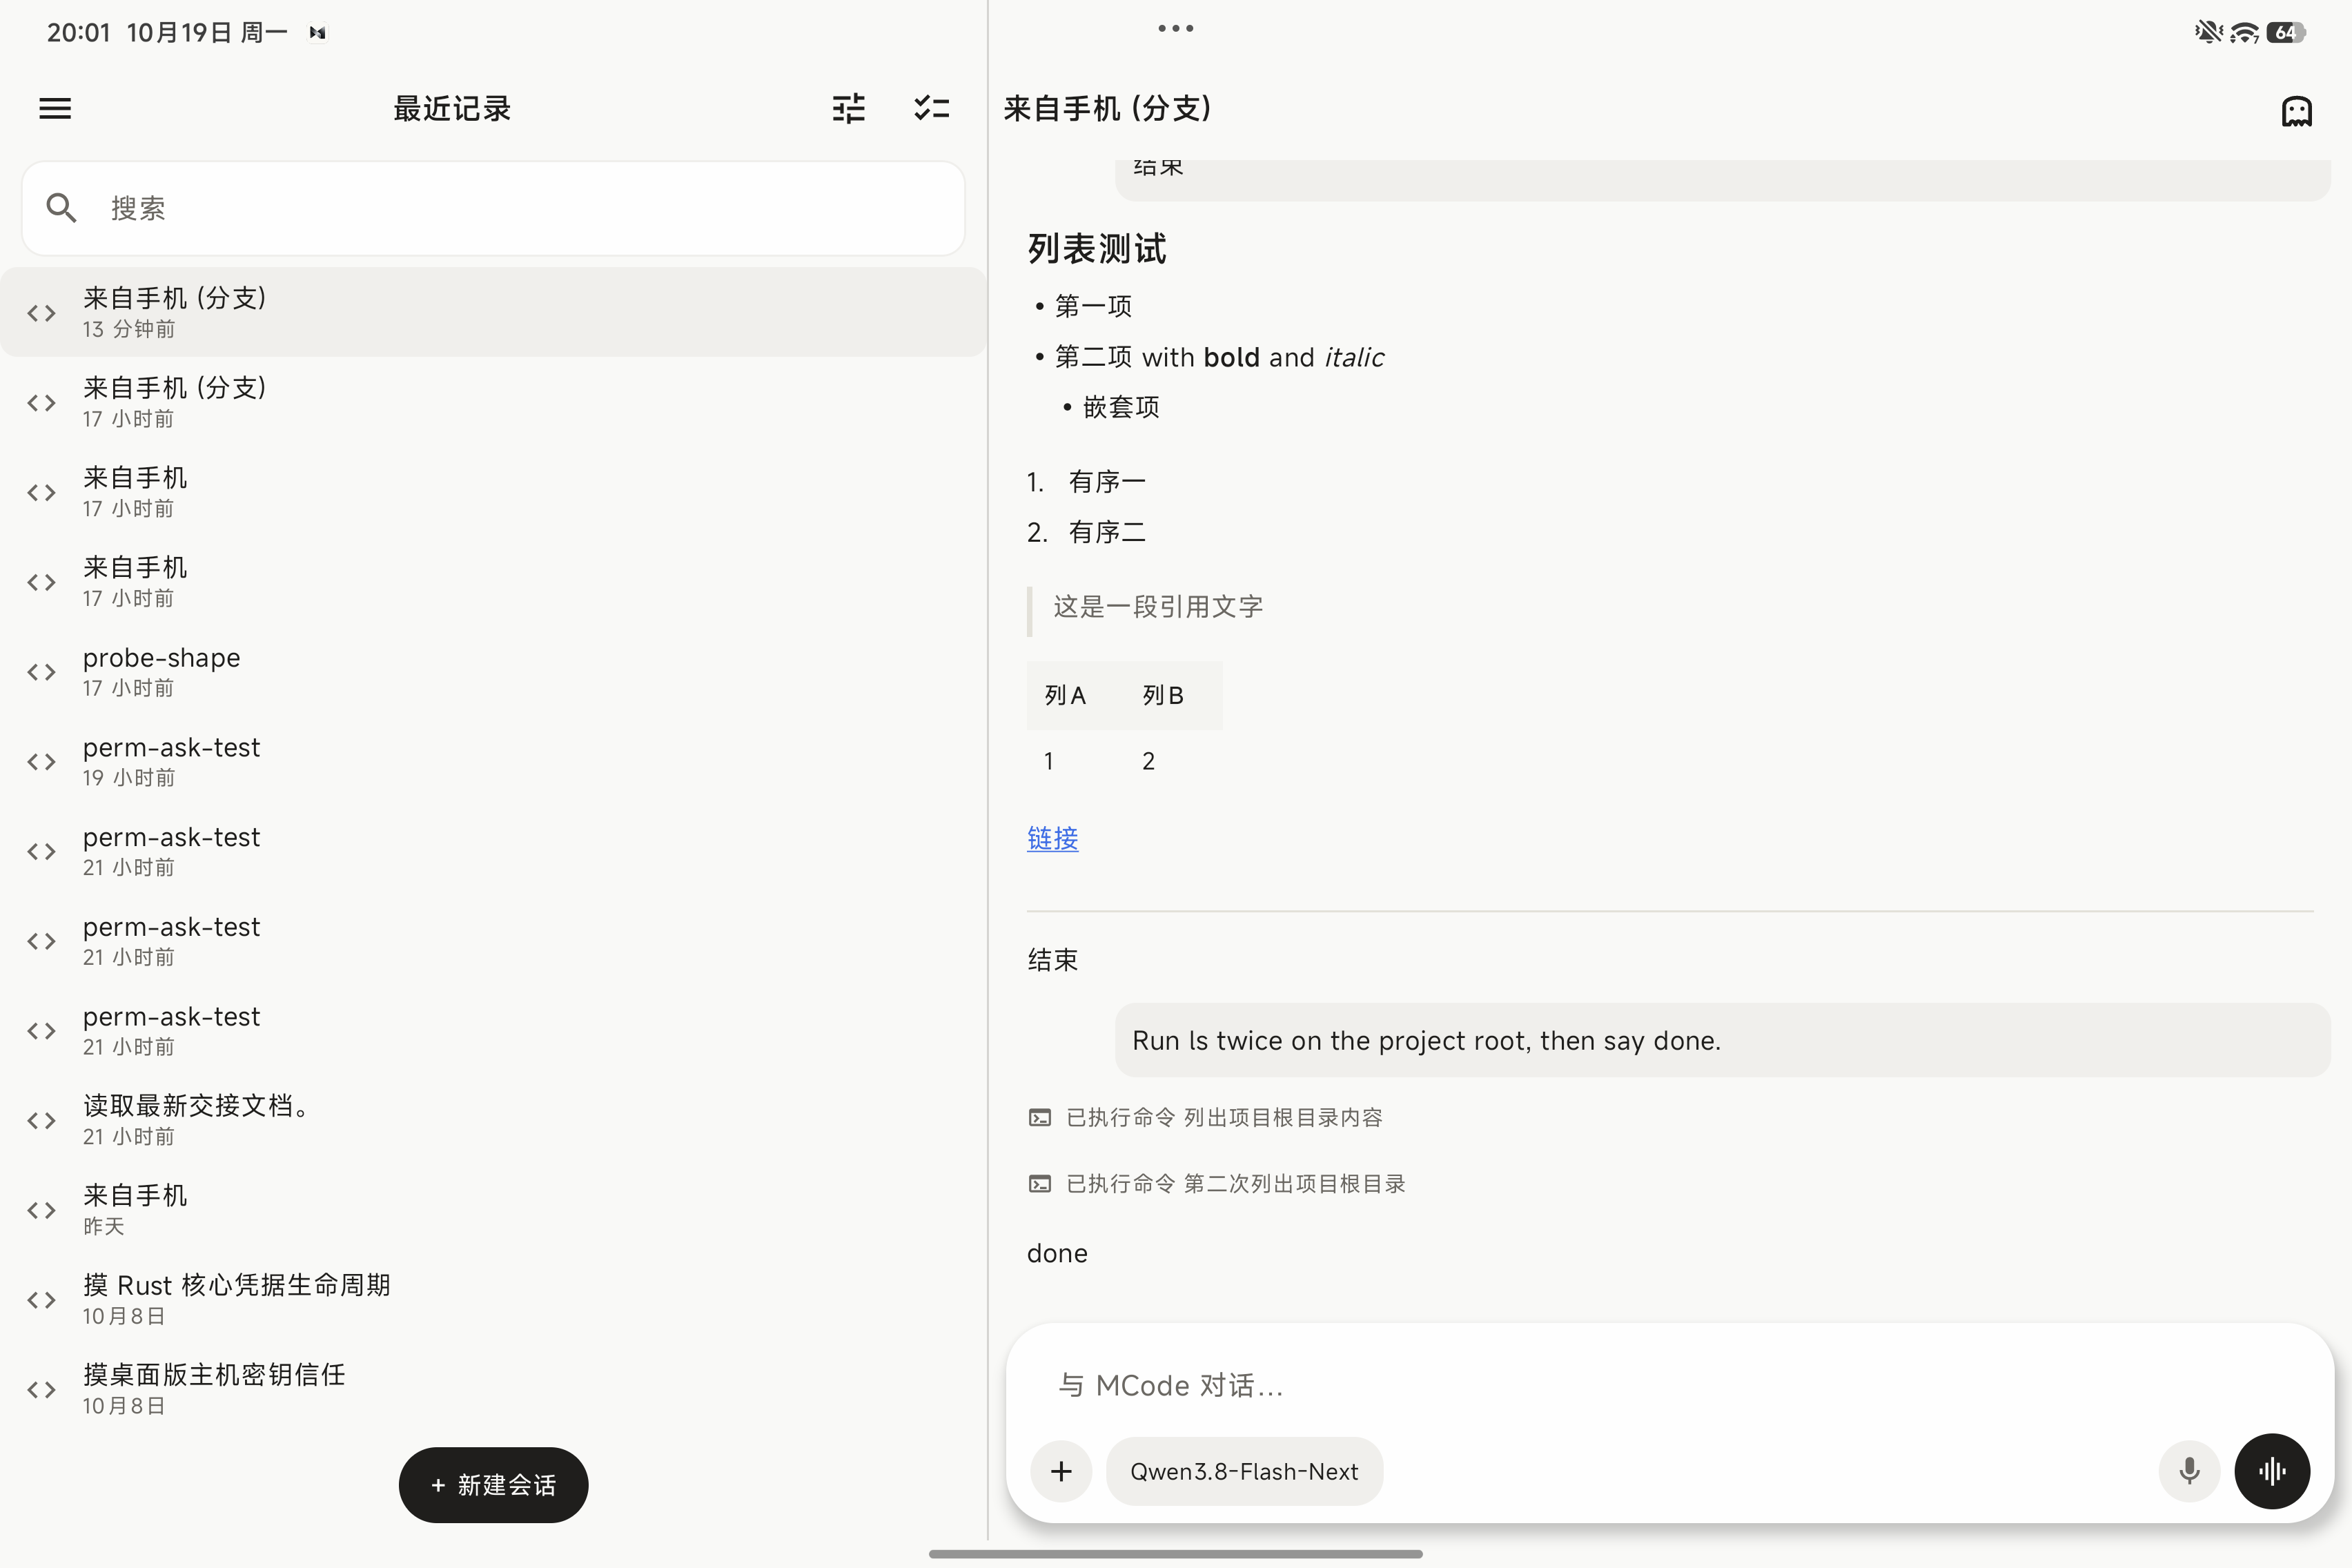 20:01 10月19日 周一
64
最近记录
搜索
来自手机 (分支)
13 分钟前
来自手机 (分支)
17 小时前
来自手机
17 小时前
来自手机
17 小时前
probe-shape
17 小时前
perm-ask-test
19 小时前
perm-ask-test
21 小时前
perm-ask-test
21 小时前
perm-ask-test
21 小时前
读取最新交接文档。
21 小时前
来自手机
昨天
摸 Rust 核心凭据生命周期
10月8日
摸桌面版主机密钥信任
10月8日
+ 新建会话
来自手机 (分支)
结束
列表测试
• 第一项
• 第二项 with bold and italic
• 嵌套项
1. 有序一
2. 有序二
这是一段引用文字
列A 列B
1 2
链接
结束
Run ls twice on the project root, then say done.
已执行命令 列出项目根目录内容
已执行命令 第二次列出项目根目录
done
与 MCode 对话...
Qwen3.8-Flash-Next